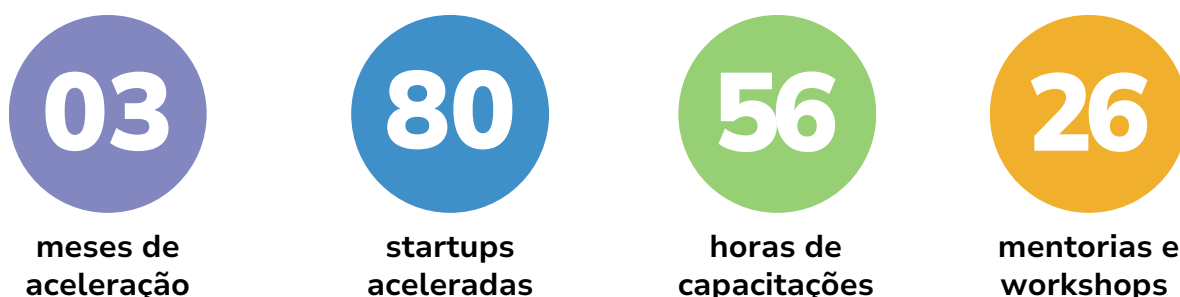 03
meses de
aceleração
80
startups
aceleradas
56
horas de
capacitações
26
mentorias e
workshops